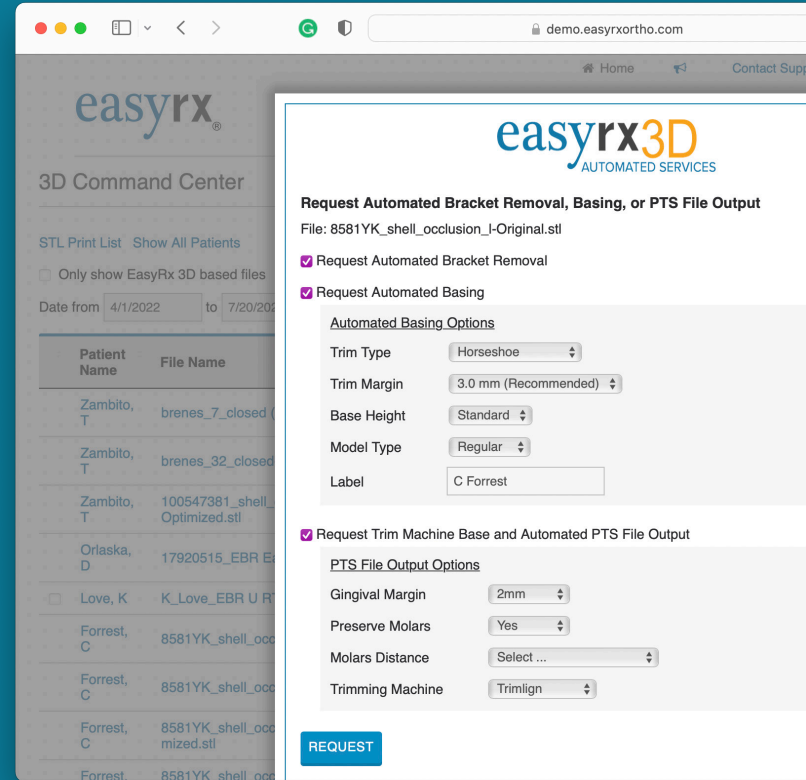 demo.easyrxortho.com
Home
Contact Supp
easyrx®
3D Command Center
STL Print List Show All Patients
Only show EasyRx 3D based files
Date from 4/1/2022 to 7/20/202
Patient Name File Name
Zambito, T brenes_7_closed (
Zambito, T brenes_32_closed
Zambito, T 100547381_shell_
Optimized.stl
Orlaska, D 17920515_EBR Ea
Love, K K_Love_EBR U RT
Forrest, C 8581YK_shell_occ
Forrest, C 8581YK_shell_occ
Forrest, C 8581YK_shell_occ
mized.stl
Forrest, 8581YK_shell_occ
easyrx3D
AUTOMATED SERVICES
Request Automated Bracket Removal, Basing, or PTS File Output
File: 8581YK_shell_occlusion_l-Original.stl
Request Automated Bracket Removal
Request Automated Basing
Automated Basing Options
Trim Type Horseshoe
Trim Margin 3.0 mm (Recommended)
Base Height Standard
Model Type Regular
Label C Forrest
Request Trim Machine Base and Automated PTS File Output
PTS File Output Options
Gingival Margin 2mm
Preserve Molars Yes
Molars Distance Select ...
Trimming Machine Trimlign
REQUEST